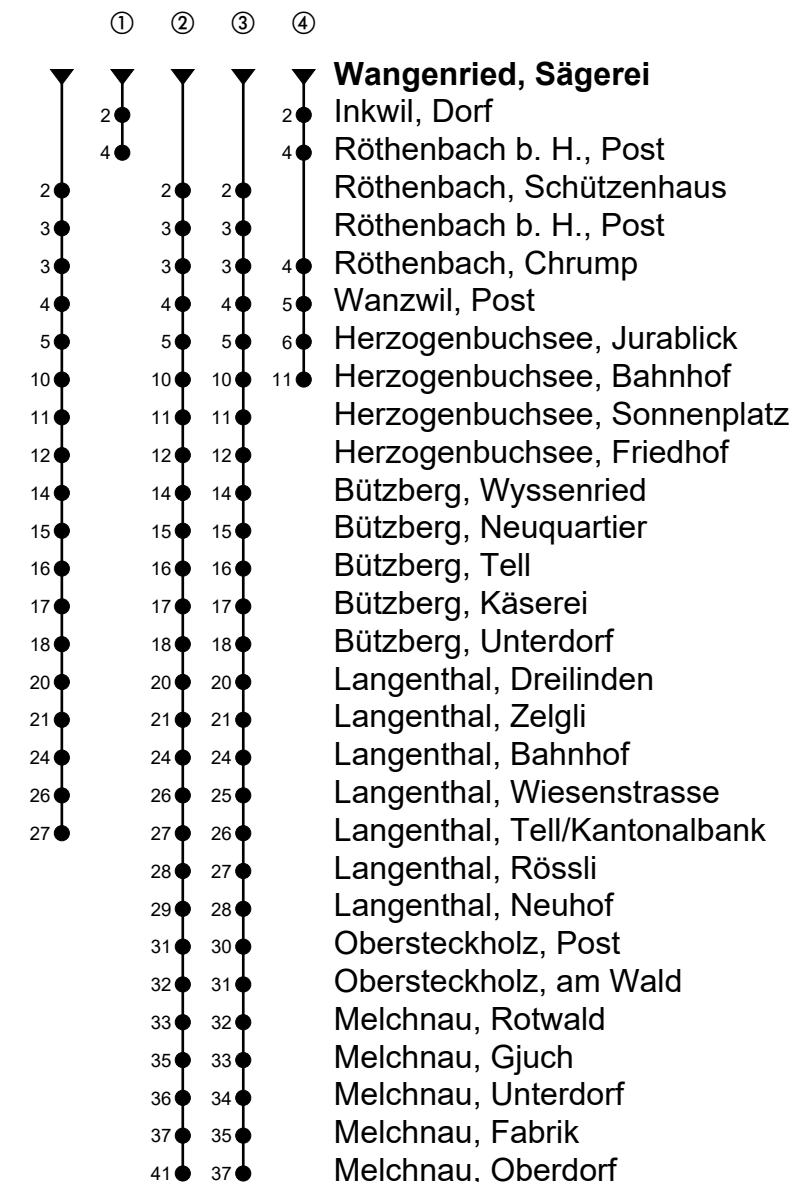 ① ② ③ ④
Wangenried, Sägerei
2 2 Inkwil, Dorf
4 4 Röthenbach b. H., Post
2 2 2 Röthenbach, Schützenhaus
3 3 3 Röthenbach b. H., Post
3 3 3 4 Röthenbach, Chrump
4 4 4 5 Wanzwil, Post
5 5 5 6 Herzogenbuchsee, Jurablick
10 10 10 11 Herzogenbuchsee, Bahnhof
11 11 11 Herzogenbuchsee, Sonnenplatz
12 12 12 Herzogenbuchsee, Friedhof
14 14 14 Bützberg, Wyssenried
15 15 15 Bützberg, Neuquartier
16 16 16 Bützberg, Tell
17 17 17 Bützberg, Käserei
18 18 18 Bützberg, Unterdorf
20 20 20 Langenthal, Dreilinden
21 21 21 Langenthal, Zelgli
24 24 24 Langenthal, Bahnhof
26 26 25 Langenthal, Wiesenstrasse
27 27 26 Langenthal, Tell/Kantonalbank
28 27 Langenthal, Rössli
29 28 Langenthal, Neuhof
31 30 Obersteckholz, Post
32 31 Obersteckholz, am Wald
33 32 Melchnau, Rotwald
35 33 Melchnau, Gjuch
36 34 Melchnau, Unterdorf
37 35 Melchnau, Fabrik
41 37 Melchnau, Oberdorf